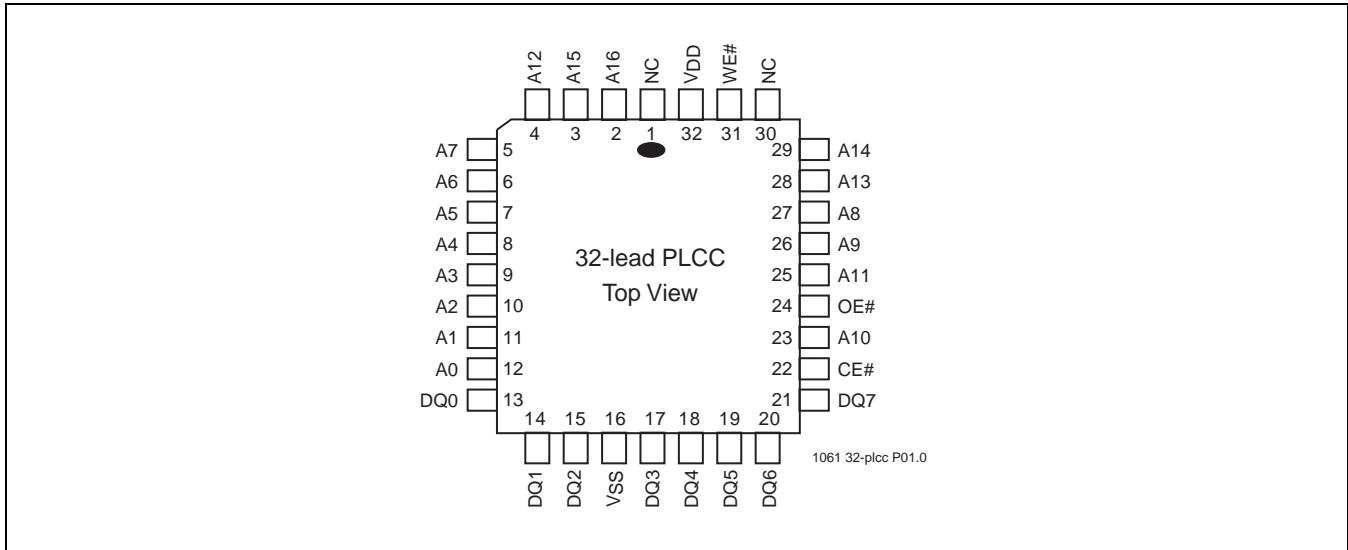 A12 A15 A16 NC VDD WE# NC
4 3 2 1 32 31 30
A7 5 29 A14
A6 6 28 A13
A5 7 27 A8
A4 8 26 A9
A3 9 25 A11
A2 10 24 OE#
A1 11 23 A10
A0 12 22 CE#
DQ0 13 21 DQ7
32-lead PLCC
Top View
14 15 16 17 18 19 20
DQ1 DQ2 VSS DQ3 DQ4 DQ5 DQ6
1061 32-plcc P01.0